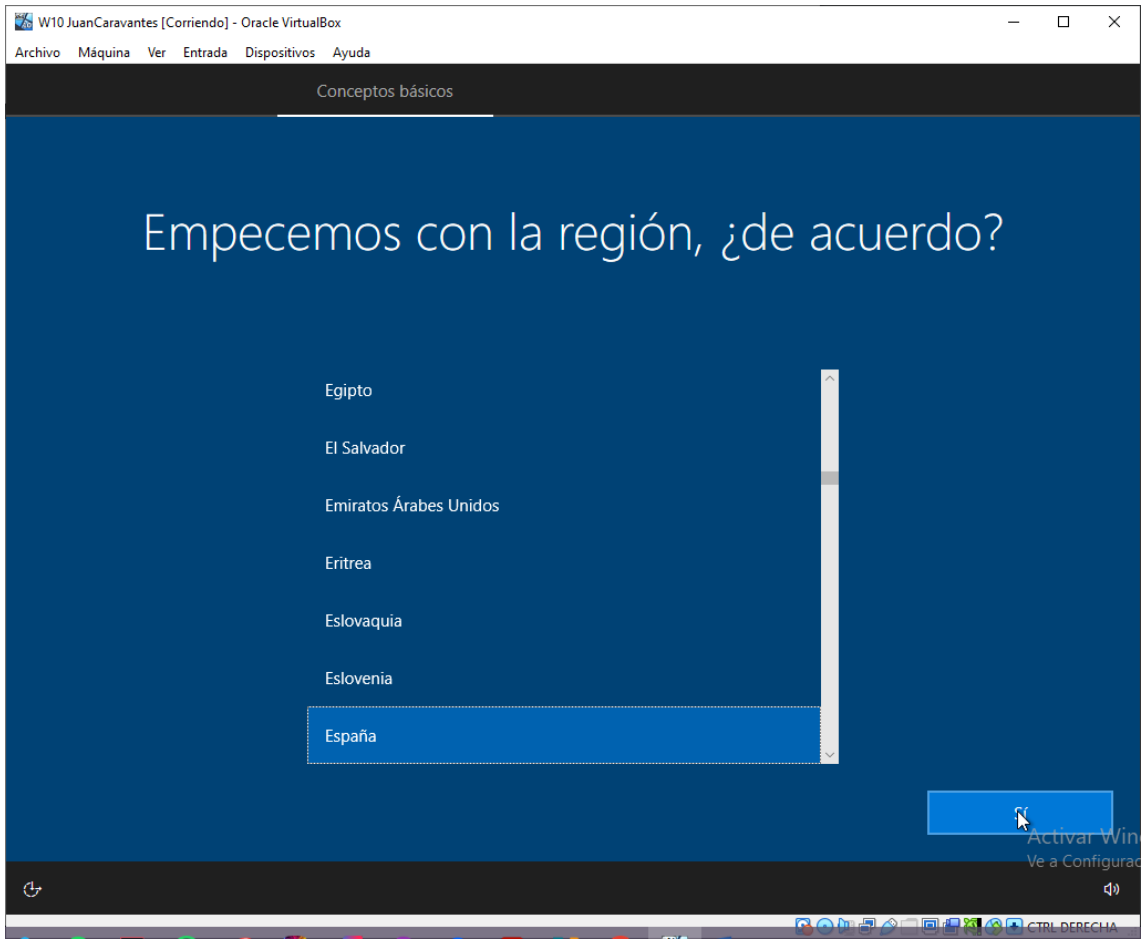 W10 JuanCaravantes [Corriendo] - Oracle VirtualBox
Archivo Máquina Ver Entrada Dispositivos Ayuda
Conceptos básicos
Empecemos con la región, ¿de acuerdo?
Egipto
El Salvador
Emiratos Árabes Unidos
Eritrea
Eslovaquia
Eslovenia
España
Sí
Activar Win
Ve a Configurac
CTRL DERECHA